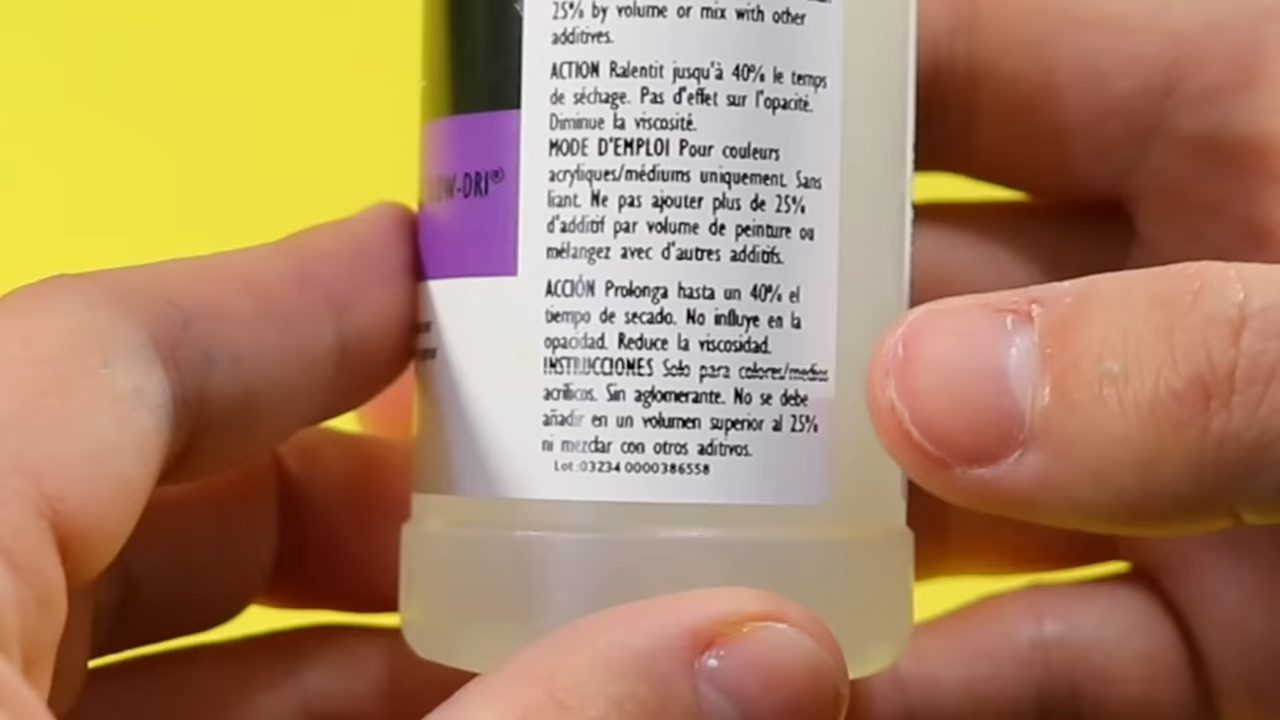 25% by volume or mix with other
additives.
ACTION Ralentit jusqu'à 40% le temps
de séchage. Pas d'effet sur l'opacité.
Diminue la viscosité.
MODE D'EMPLOI Pour couleurs
acryliques/médiums uniquement. Sans
liant. Ne pas ajouter plus de 25%
d'additif par volume de peinture ou
mélangez avec d'autres additifs.
ACCIÓN Prolonga hasta un 40% el
tiempo de secado. No influye en la
opacidad. Reduce la viscosidad.
INSTRUCCIONES Solo para colores/medios
acrílicos. Sin aglomerante. No se debe
añadir en un volumen superior al 25%
ni mezclar con otros aditivos.
Lot:03234 0000386558
OW-DRI®